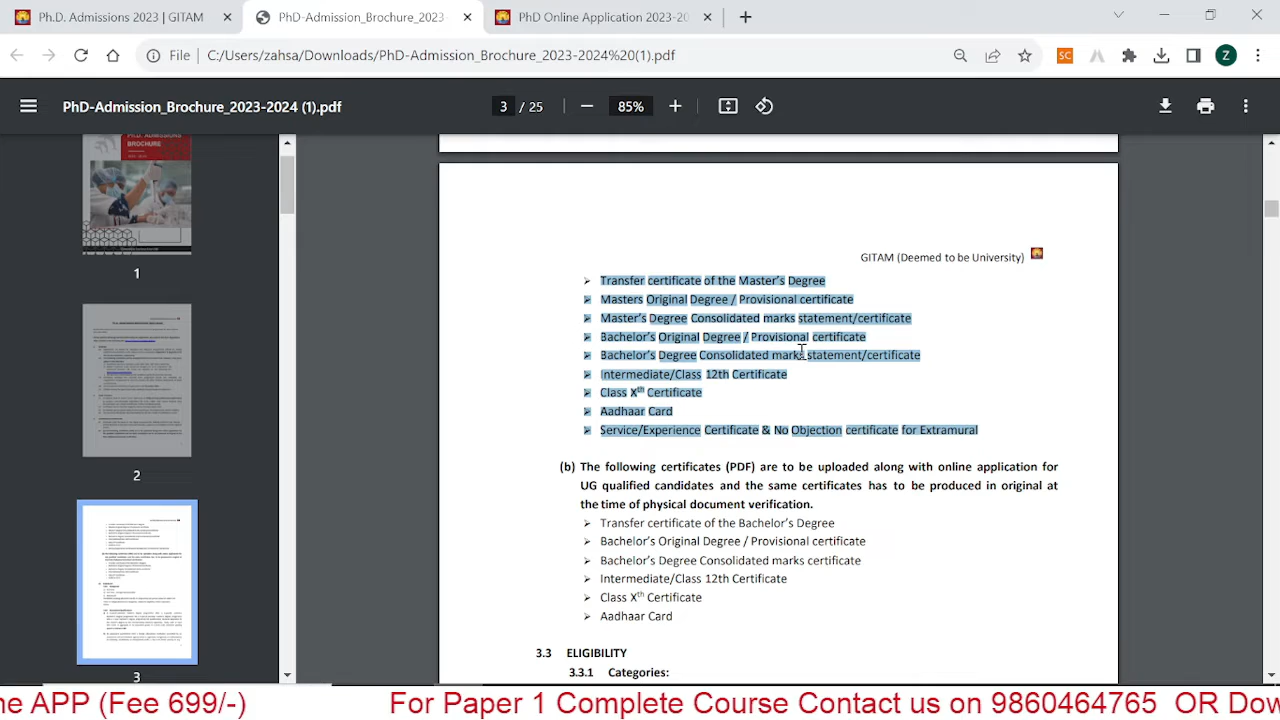 Ph.D. Admissions 2023 | GITAM
PhD-Admission_Brochure_2023-
PhD Online Application 2023-20
File
C:/Users/zahsa/Downloads/PhD-Admission_Brochure_2023-2024%20(1).pdf
SC
Z
PhD-Admission_Brochure_2023-2024 (1).pdf
3 / 25
85%
Ph.D. ADMISSIONS
BROCHURE
1
2
3
GITAM (Deemed to be University)
➢ Transfer certificate of the Master's Degree
➢ Masters Original Degree / Provisional certificate
➢ Master's Degree Consolidated marks statement/certificate
➢ Bachelor's Original Degree / Provisional certificate
➢ Bachelor's Degree Consolidated marks statement/certificate
➢ Intermediate/Class 12th Certificate
➢ Class Xth Certificate
➢ Aadhaar Card
➢ Service/Experience Certificate & No Objection certificate for Extramural
(b) The following certificates (PDF) are to be uploaded along with online application for
UG qualified candidates and the same certificates has to be produced in original at
the time of physical document verification.
➢ Transfer certificate of the Bachelor's Degree
➢ Bachelor's Original Degree / Provisional certificate
➢ Bachelor's Degree Consolidated marks certificate
➢ Intermediate/Class 12th Certificate
➢ Class Xth Certificate
➢ Aadhaar Card
3.3 ELIGIBILITY
3.3.1 Categories:
ne APP (Fee 699/-) For Paper 1 Complete Course Contact us on 9860464765 OR Dow